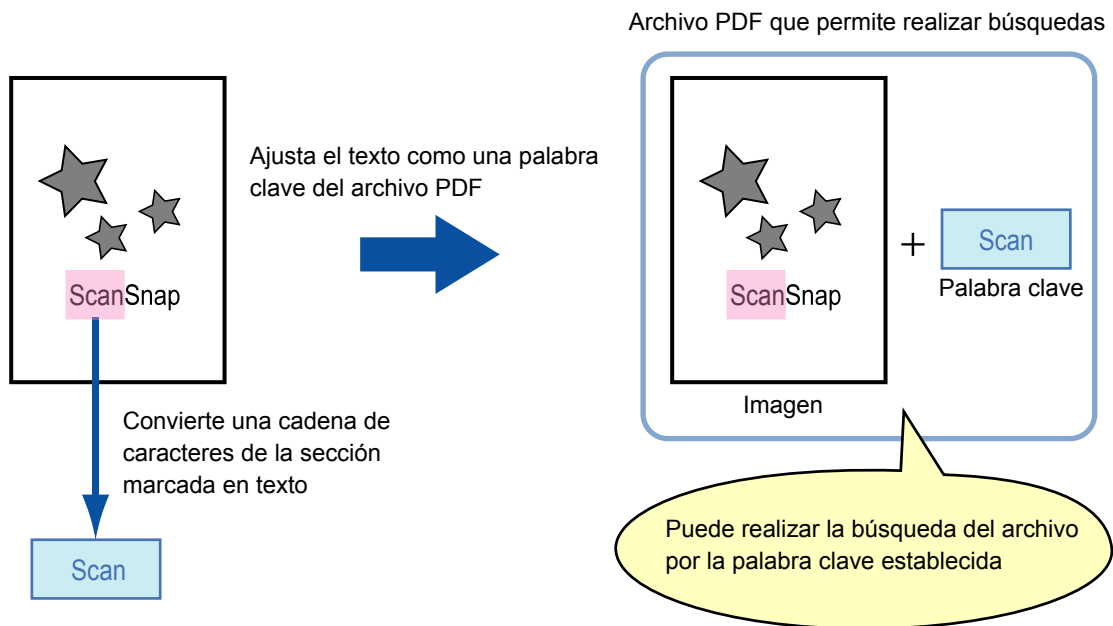 Archivo PDF que permite realizar búsquedas
Ajusta el texto como una palabra
clave del archivo PDF
ScanSnap
Convierte una cadena de
caracteres de la sección
marcada en texto
Scan
ScanSnap
Imagen
+
Scan
Palabra clave
Puede realizar la búsqueda del archivo
por la palabra clave establecida